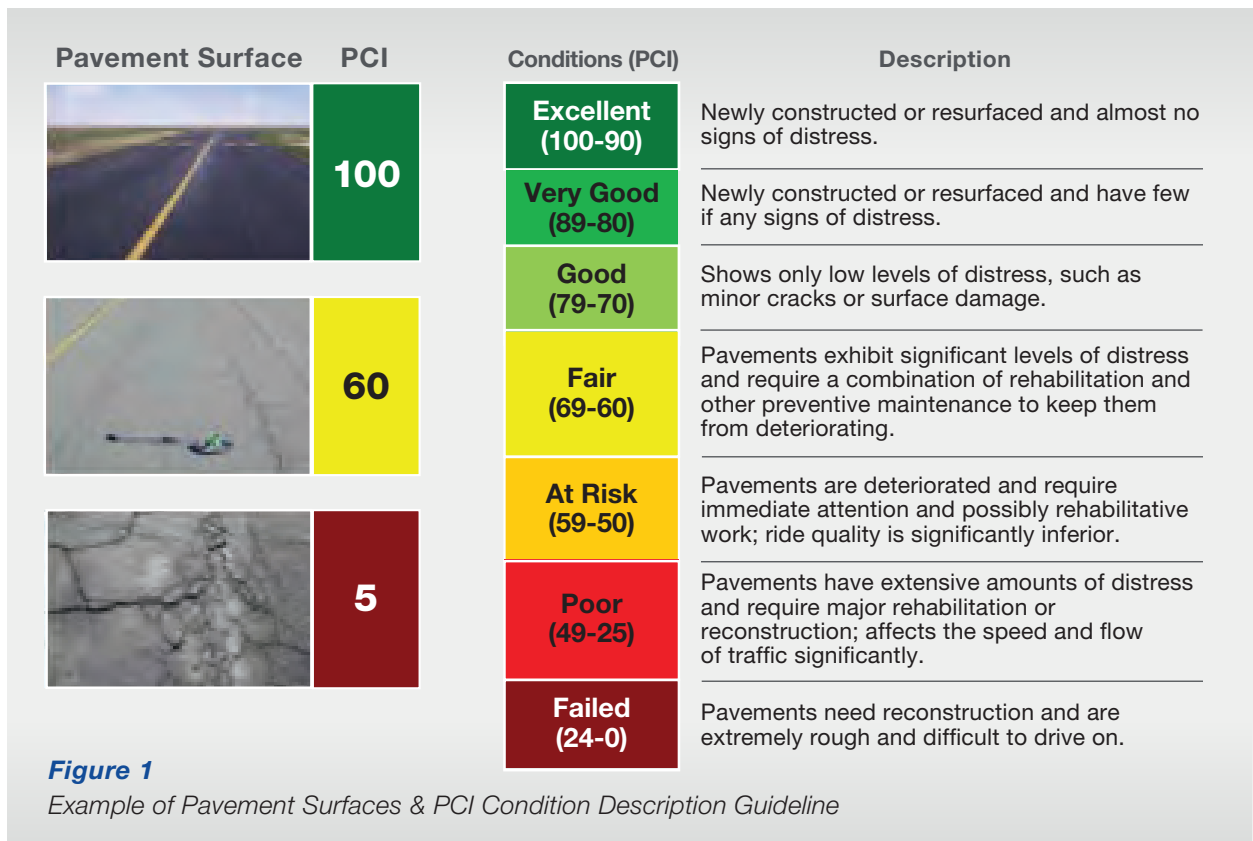 Pavement Surface PCI
100
60
5
Conditions (PCI) Description
Excellent
(100-90)
Newly constructed or resurfaced and almost no
signs of distress.
Very Good
(89-80)
Newly constructed or resurfaced and have few
if any signs of distress.
Good
(79-70)
Shows only low levels of distress, such as
minor cracks or surface damage.
Fair
(69-60)
Pavements exhibit significant levels of distress
and require a combination of rehabilitation and
other preventive maintenance to keep them
from deteriorating.
At Risk
(59-50)
Pavements are deteriorated and require
immediate attention and possibly rehabilitative
work; ride quality is significantly inferior.
Poor
(49-25)
Pavements have extensive amounts of distress
and require major rehabilitation or
reconstruction; affects the speed and flow
of traffic significantly.
Failed
(24-0)
Pavements need reconstruction and are
extremely rough and difficult to drive on.
Figure 1
Example of Pavement Surfaces & PCI Condition Description Guideline